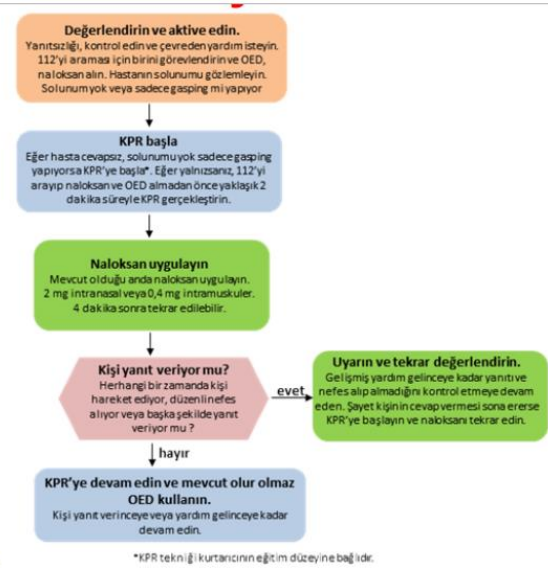 Değerlendirin ve aktive edin.
Yanıtsızlığı, kontrol edin ve çevreden yardım isteyin.
112'yi araması için birini görevlendirin ve OED,
naloksan alın. Hastanın solunumu gözlemleyin.
Solunum yok veya sadece gasping mi yapıyor
KPR başla
Eğer hasta cevapsız, solunumu yok sadece gasping
yapıyorsa KPR'ye başla*. Eğer yalnızsanız, 112'yi
arayıp naloksan ve OED almadan önce yaklaşık 2
dakika süreyle KPR gerçekleştirin.
Naloksan uygulayın
Mevcut olduğu anda naloksan uygulayın.
2 mg intranasal veya 0,4 mg intramuskuler.
4 dakika sonra tekrar edilebilir.
Kişi yanıt veriyor mu?
Herhangi bir zamanda kişi
hareket ediyor, düzenli nefes
alıyor veya başka şekilde yanıt
veriyor mu ?
evet
Uyarın ve tekrar değerlendirin.
Gelişmiş yardım gelinceye kadar yanıtı ve
nefes alıp almadığını kontrol etmeye devam
eden. Şayet kişinin cevap vermesi sona ererse
KPR'ye başlayın ve naloksanı tekrar edin.
hayır
KPR'ye devam edin ve mevcut olur olmaz
OED kullanın.
Kişi yanıt verinceye veya yardım gelinceye kadar
devam edin.
*KPR tekniği kurtarıcının eğitim düzeyine bağlıdır.